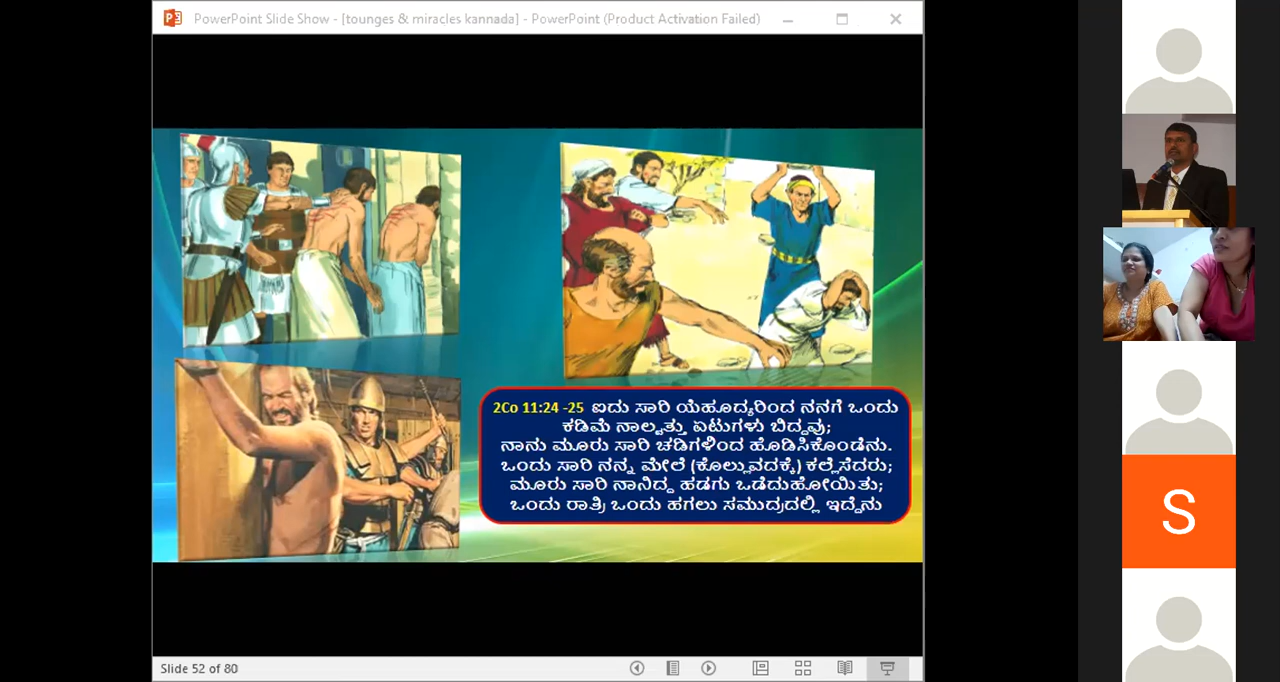 PowerPoint Slide Show - [tounges & miracles kannada] - PowerPoint (Product Activation Failed)
2Co 11:24 -25 ಐದು ಸಾರಿ ಯೆಹೂದ್ಯರಿಂದ ನನಗೆ ಒಂದು
ಕಡಿಮೆ ನಾಲ್ವತ್ತು ಏಟುಗಳು ಬಿದ್ದವು;
ನಾನು ಮೂರು ಸಾರಿ ಚಡಿಗಳಿಂದ ಹೊಡಿಸಿಕೊಂಡೆನು.
ಒಂದು ಸಾರಿ ನನ್ನ ಮೇಲೆ (ಕೊಲ್ಲುವದಕ್ಕೆ) ಕಲ್ಲೆಸೆದರು;
ಮೂರು ಸಾರಿ ನಾನಿದ್ದ ಹಡಗು ಒಡೆದುಹೋಯಿತು;
ಒಂದು ರಾತ್ರಿ ಒಂದು ಹಗಲು ಸಮುದ್ರದಲ್ಲಿ ಇದ್ದೆನು
S
Slide 52 of 80